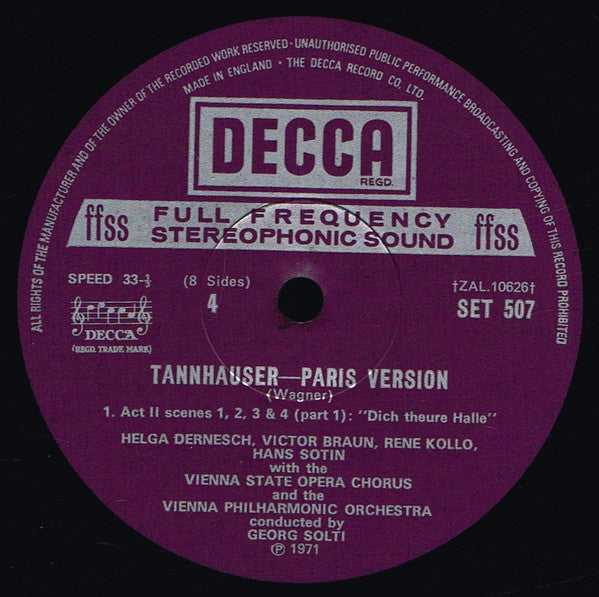 ALL RIGHTS OF THE MANUFACTURER AND OF THE OWNER OF THE RECORDED WORK RESERVED · UNAUTHORISED PUBLIC PERFORMANCE BROADCASTING AND COPYING OF THIS RECORD PROHIBITED
MADE IN ENGLAND · THE DECCA RECORD CO. LTD.
DECCA
REGD.
ffss FULL FREQUENCY STEREOPHONIC SOUND ffss
SPEED 33-⅓ (8 Sides) †ZAL.10626†
4 SET 507
DECCA
(REGD. TRADE MARK)
TANNHAUSER—PARIS VERSION
(Wagner)
1. Act II scenes 1, 2, 3 & 4 (part 1): "Dich theure Halle"
HELGA DERNESCH, VICTOR BRAUN, RENE KOLLO,
HANS SOTIN
with the
VIENNA STATE OPERA CHORUS
and the
VIENNA PHILHARMONIC ORCHESTRA
conducted by
GEORG SOLTI
℗ 1971